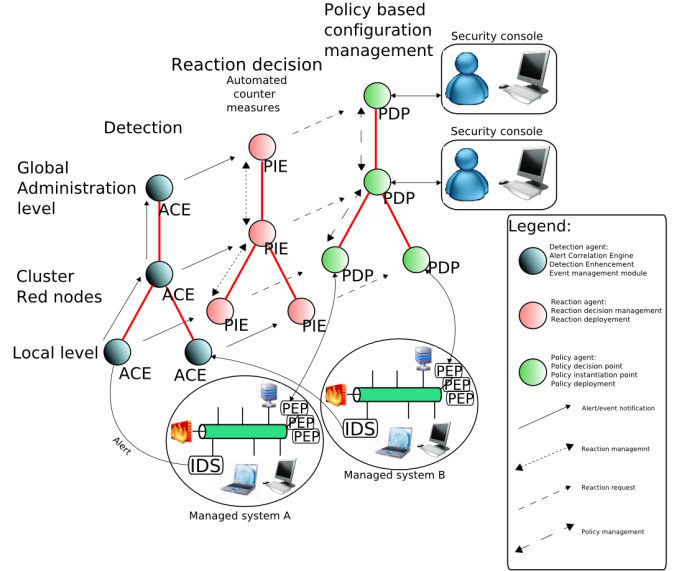 Policy based
configuration
management
Security console
Reaction decision
Automated
counter
measures
PDP
Detection
Security console
Global
Administration
level
PIE
ACE
PDP
Legend:
Detection agent:
Alert Correlation Engine
Detection Enhancement
Event management module
Cluster
Red nodes
PIE
ACE
PDP
PDP
Reaction agent:
Reaction decision management
Reaction deployement
Local level
PIE
PIE
ACE
ACE
Policy agent:
Policy decision point
Policy instantiation point
Policy deployment
PEP
PEP
PEP
IDS
PEP
PEP
PEP
IDS
Alert
Alert/event notification
Reaction managemnt
Managed system B
Reaction request
Managed system A
Policy management